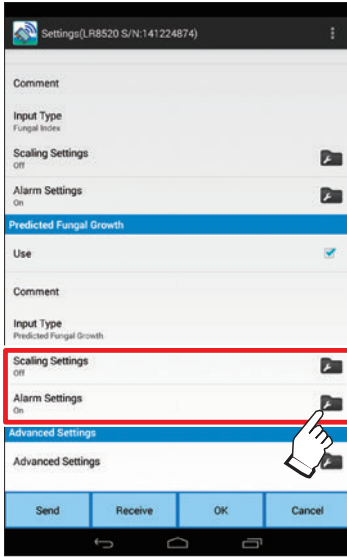 Settings(LR8520 S/N:141224874)
Comment
Input Type
Fungal Index
Scaling Settings
Off
Alarm Settings
On
Predicted Fungal Growth
Use
Comment
Input Type
Predicted Fungal Growth
Scaling Settings
Off
Alarm Settings
On
Advanced Settings
Advanced Settings
Send Receive OK Cancel